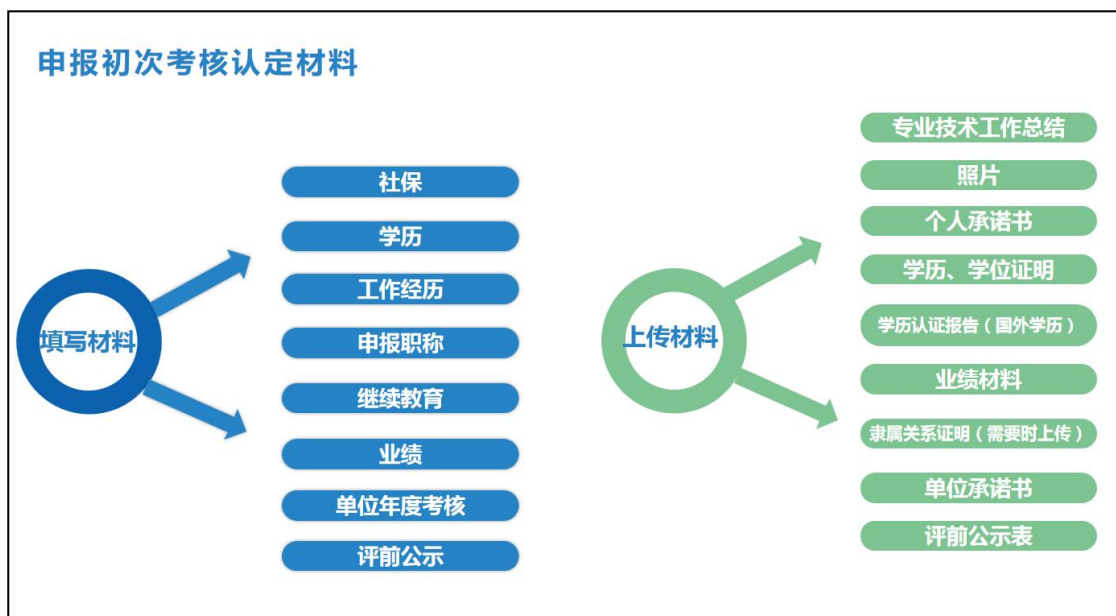 申报初次考核认定材料
填写材料
社保
学历
工作经历
申报职称
继续教育
业绩
单位年度考核
评前公示
上传材料
专业技术工作总结
照片
个人承诺书
学历、学位证明
学历认证报告（国外学历）
业绩材料
隶属关系证明（需要时上传）
单位承诺书
评前公示表